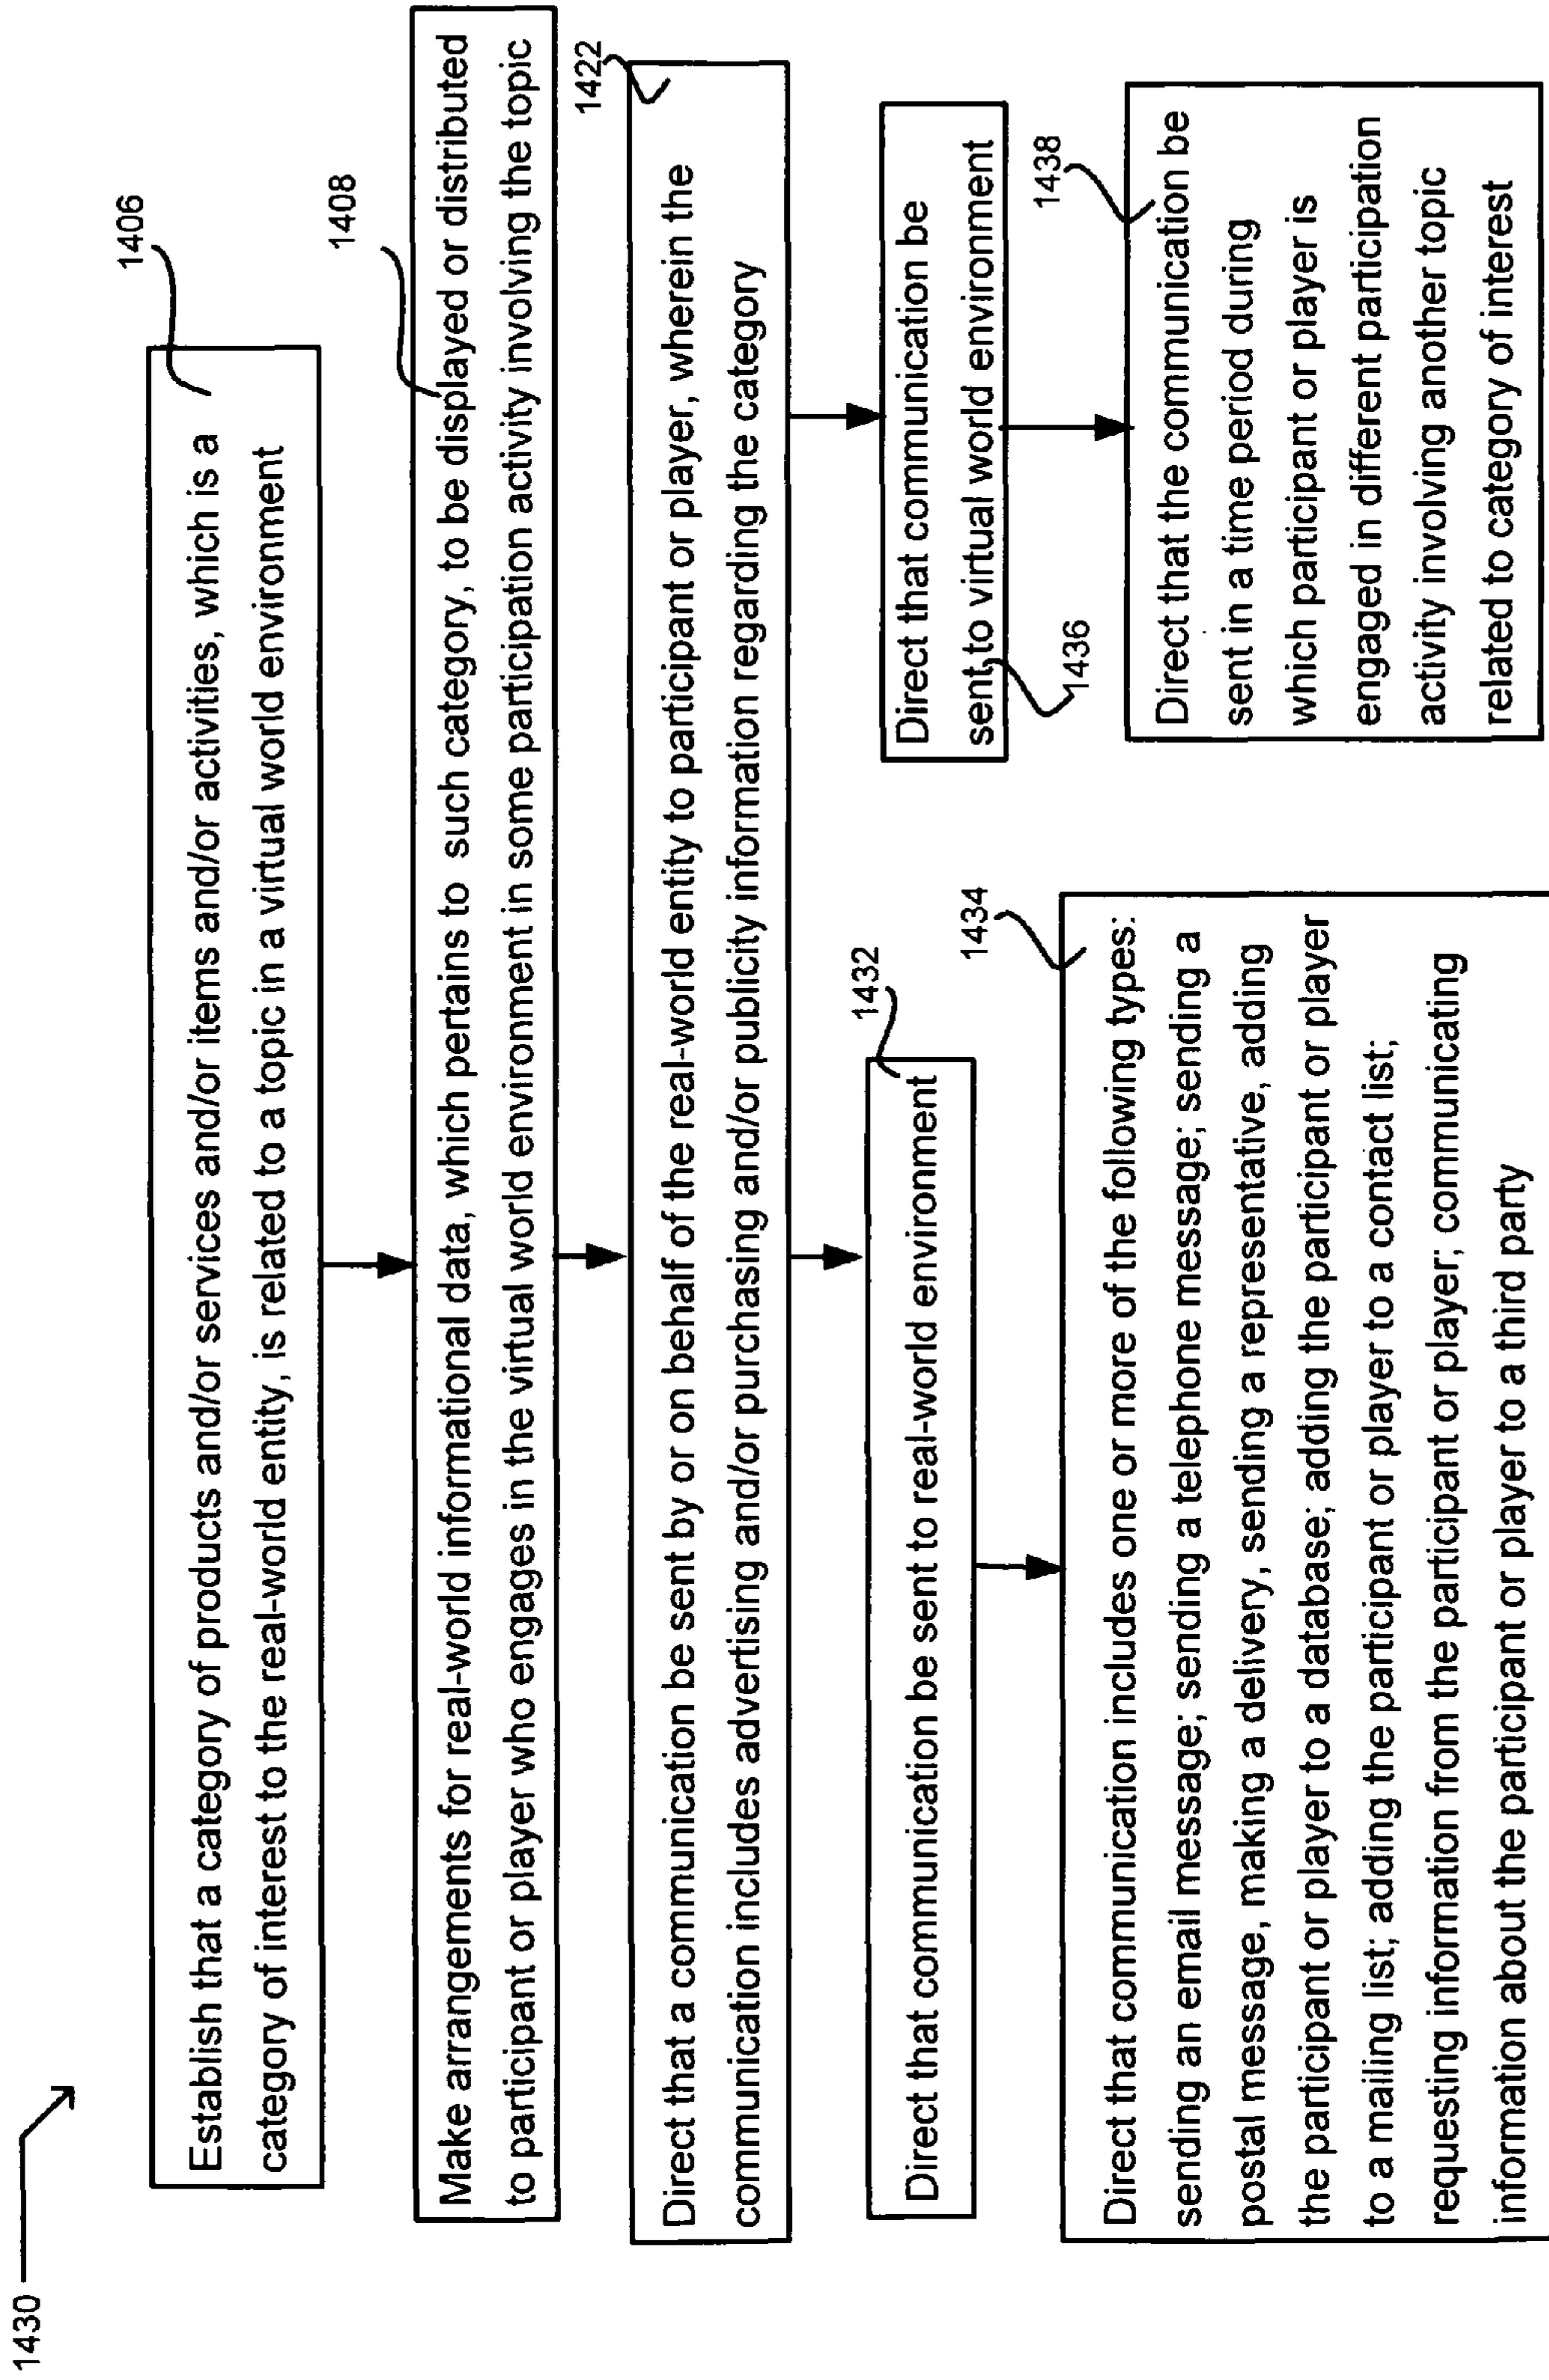 1430
1406
Establish that a category of products and/or services and/or items and/or activities, which is a
category of interest to the real-world entity, is related to a topic in a virtual world environment
1408
Make arrangements for real-world informational data, which pertains to such category, to be displayed or distributed
to participant or player who engages in the virtual world environment in some participation activity involving the topic
1422
Direct that a communication be sent by or on behalf of the real-world entity to participant or player, wherein the
communication includes advertising and/or purchasing and/or publicity information regarding the category
1432
Direct that communication be sent to real-world environment
1434
Direct that communication includes one or more of the following types:
sending an email message; sending a telephone message; sending a
postal message, making a delivery, sending a representative, adding
the participant or player to a database; adding the participant or player
to a mailing list; adding the participant or player to a contact list;
requesting information from the participant or player; communicating
information about the participant or player to a third party
Direct that communication be
sent to virtual world environment
1436
1438
Direct that the communication be
sent in a time period during
which participant or player is
engaged in different participation
activity involving another topic
related to category of interest